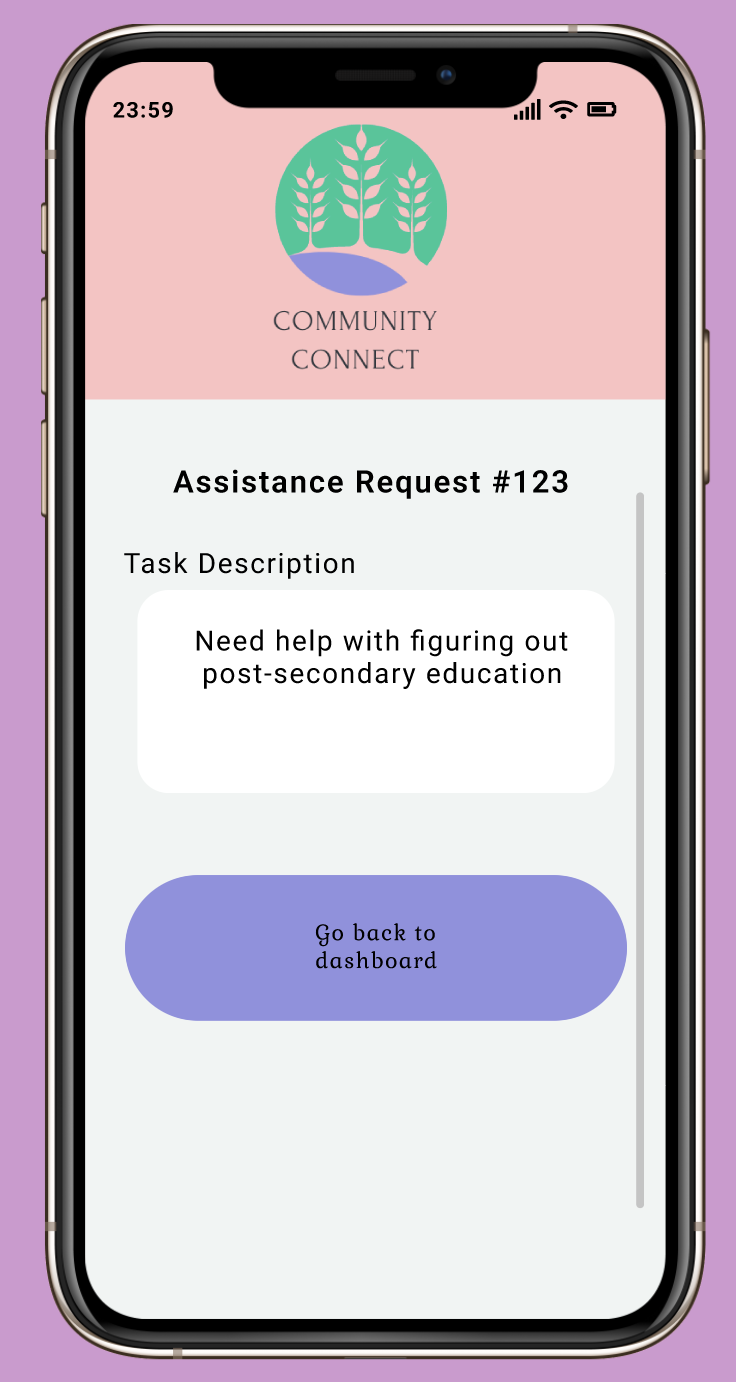 23:59
COMMUNITY
CONNECT
Assistance Request #123
Task Description
Need help with figuring out
post-secondary education
Go back to
dashboard